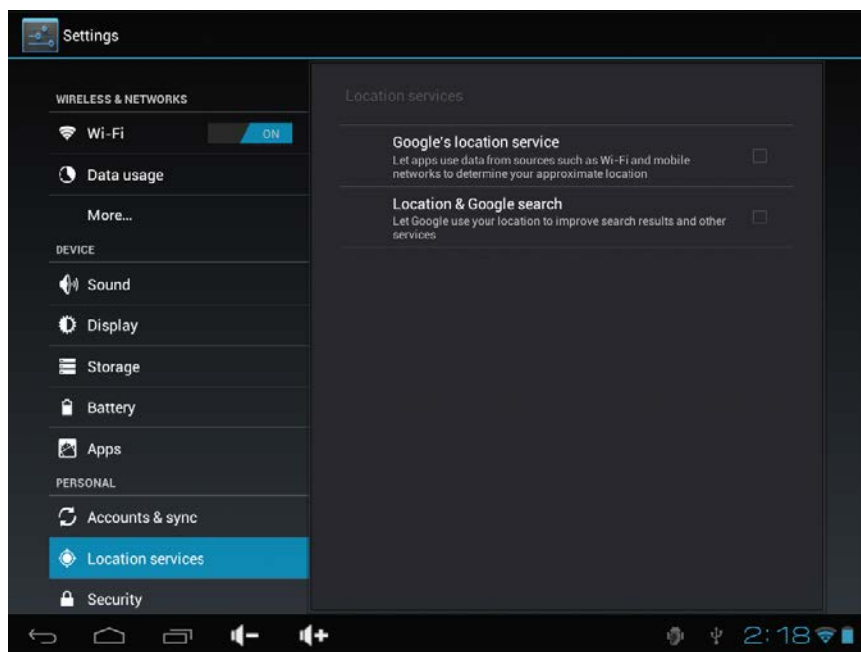 Settings
WIRELESS & NETWORKS
Wi-Fi
ON
Data usage
More...
DEVICE
Sound
Display
Storage
Battery
Apps
PERSONAL
Accounts & sync
Location services
Security
Location services
Google's location service
Let apps use data from sources such as Wi-Fi and mobile
networks to determine your approximate location
Location & Google search
Let Google use your location to improve search results and other
services
2:18